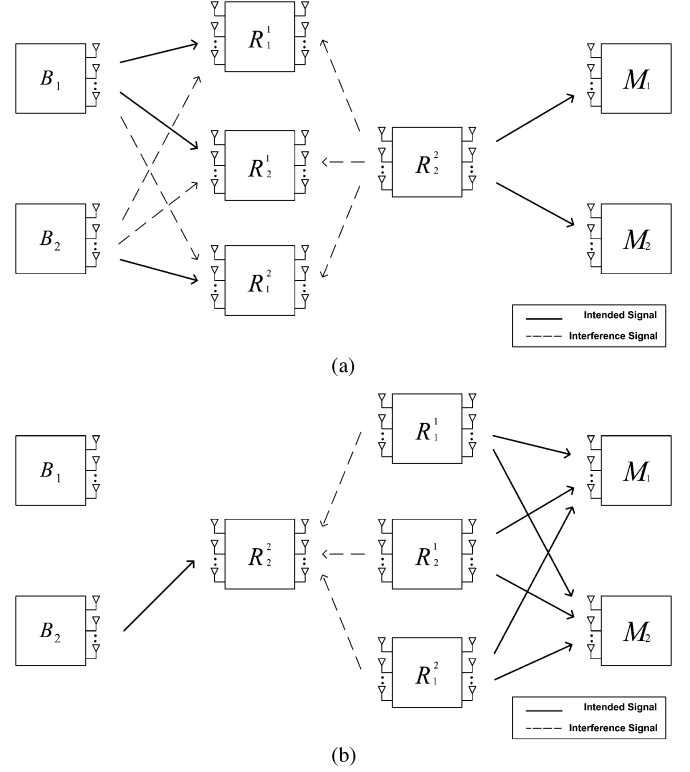 B1
B2
R11
R12
R21
R22
M1
M2
Intended Signal
Interference Signal
(a)
B1
B2
R22
R11
R12
R21
M1
M2
Intended Signal
Interference Signal
(b)